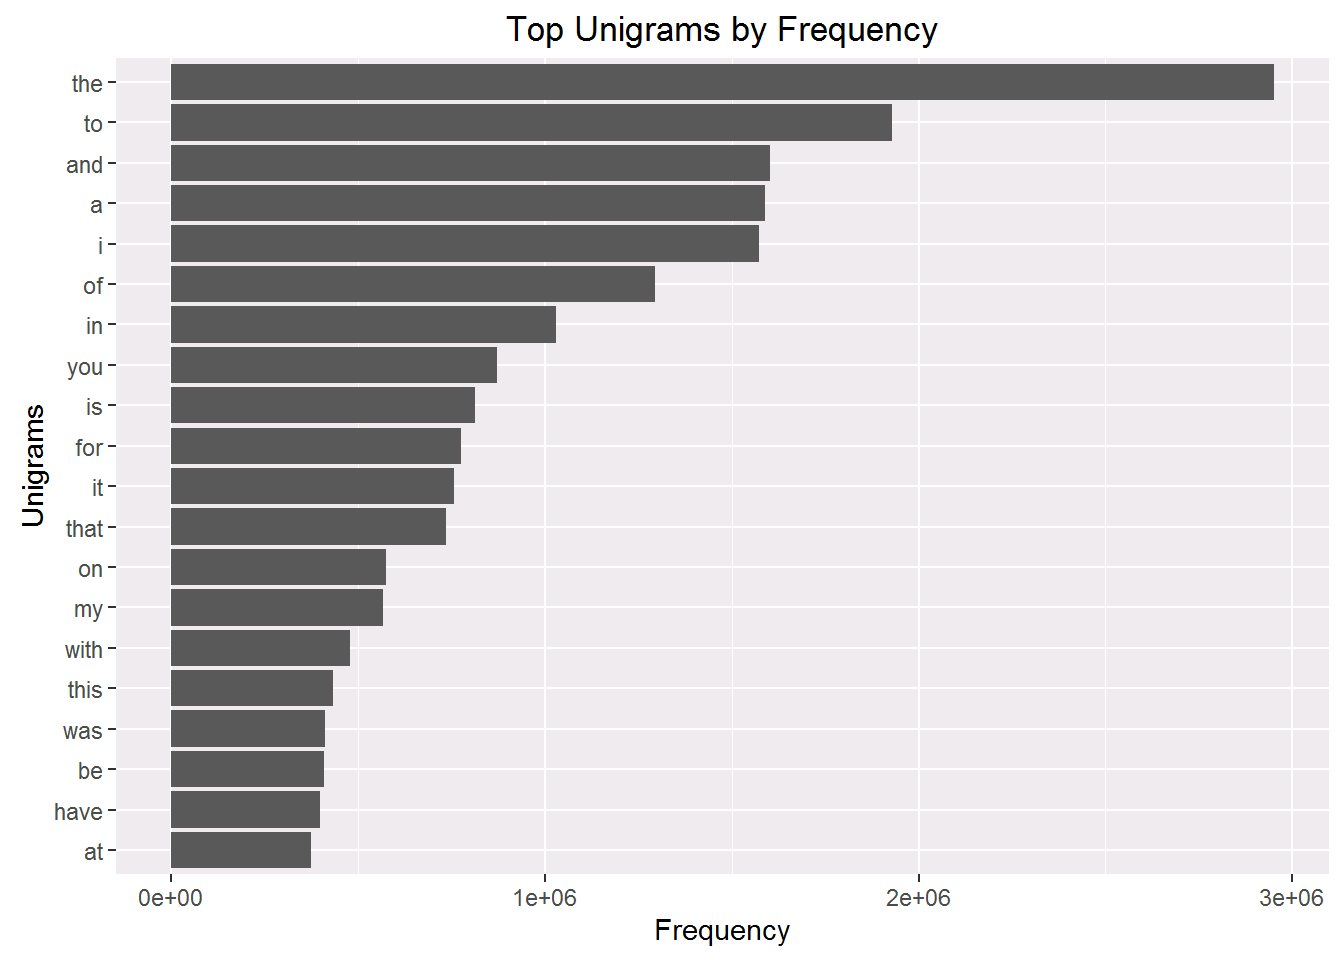 Top Unigrams by Frequency
Unigrams
the
to
and
a
i
of
in
you
is
for
it
that
on
my
with
this
was
be
have
at
0e+00 1e+06 2e+06 3e+06
Frequency